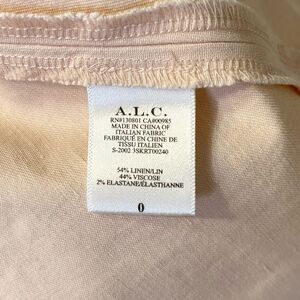 A.L.C.
RN#130801 CA#00985
MADE IN CHINA OF
ITALIAN FABRIC
FABRIQUÉ EN CHINE DE
TISSU ITALIEN
S-2002 3SKRT00240
54% LINEN/LIN
44% VISCOSE
2% ELASTANE/ÉLASTHANNE
0